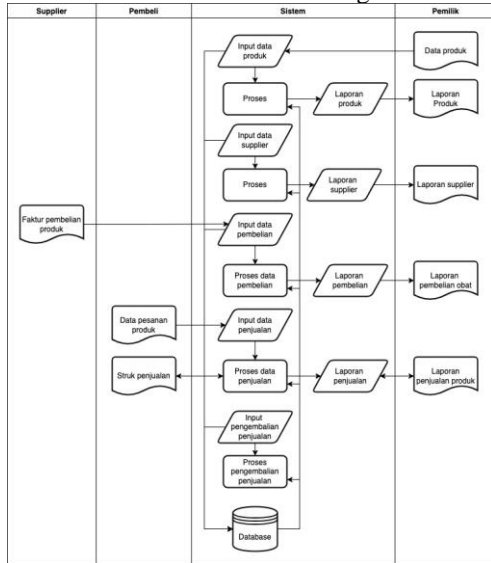 Supplier
Pembeli
Sistem
Pemilik
Input data
produk
Data produk
Proses
Laporan
produk
Laporan
Produk
Input data
supplier
Proses
Laporan
supplier
Laporan supplier
Faktur pembelian
produk
Input data
pembelian
Proses data
pembelian
Laporan
pembelian
Laporan
pembelian obat
Data pesanan
produk
Input data
penjualan
Struk penjualan
Proses data
penjualan
Laporan
penjualan
Laporan
penjualan produk
Input
pengembalian
penjualan
Proses
pengembalian
penjualan
Database